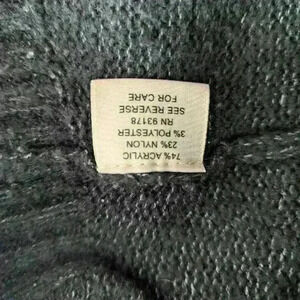 74% ACRYLIC
23% NYLON
3% POLYESTER
RN 93178
SEE REVERSE
FOR CARE